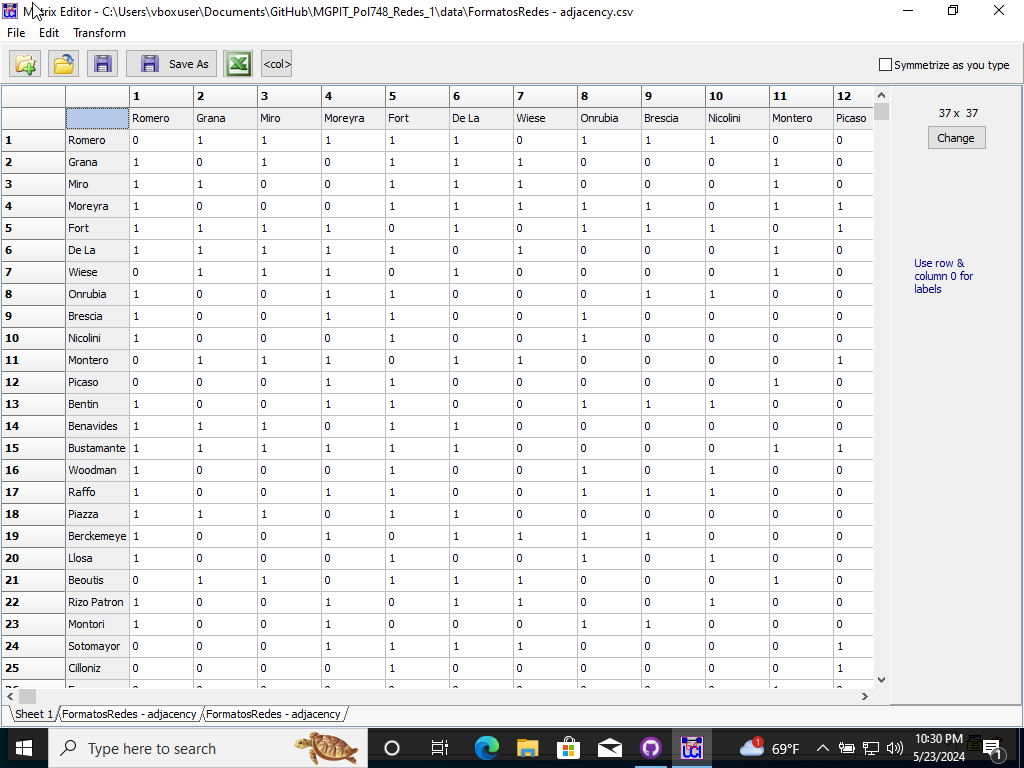 Matrix Editor - C:\Users\vboxuser\Documents\GitHub\MGPIT_Pol748_Redes_1\data\FormatosRedes - adjacency.csv
File Edit Transform
Save As <col> Symmetrize as you type
1 2 3 4 5 6 7 8 9 10 11 12
Romero Grana Miro Moreyra Fort De La Wiese Onrubia Brescia Nicolini Montero Picaso
37 x 37
Change
1 Romero 0 1 1 1 1 1 0 1 1 1 0 0
2 Grana 1 0 1 0 1 1 1 0 0 0 1 0
3 Miro 1 1 0 0 1 1 1 0 0 0 1 0
4 Moreyra 1 0 0 0 1 1 1 1 1 0 1 1
5 Fort 1 1 1 1 0 1 0 1 1 1 0 1
6 De La 1 1 1 1 1 0 1 0 0 0 1 0
7 Wiese 0 1 1 1 0 1 0 0 0 0 1 0
8 Onrubia 1 0 0 1 1 0 0 0 1 1 0 0
9 Brescia 1 0 0 1 1 0 0 1 0 0 0 0
10 Nicolini 1 0 0 0 1 0 0 1 0 0 0 0
11 Montero 0 1 1 1 0 1 1 0 0 0 0 1
12 Picaso 0 0 0 1 1 0 0 0 0 0 1 0
13 Bentin 1 0 0 1 1 0 0 1 1 1 0 0
14 Benavides 1 1 1 0 1 1 0 0 0 0 0 0
15 Bustamante 1 1 1 1 1 1 0 0 0 0 1 1
16 Woodman 1 0 0 0 1 0 0 1 0 1 0 0
17 Raffo 1 0 0 1 1 0 0 1 1 1 0 0
18 Piazza 1 1 1 0 1 1 0 0 0 0 0 0
19 Berckemeye 1 0 0 1 0 1 1 1 1 0 0 0
20 Llosa 1 0 0 0 1 0 0 1 0 1 0 0
21 Beoutis 0 1 1 0 1 1 1 0 0 0 1 0
22 Rizo Patron 1 0 0 1 0 1 1 0 0 1 0 0
23 Montori 1 0 0 1 0 0 0 1 1 0 0 0
24 Sotomayor 0 0 0 1 1 1 1 0 0 0 0 1
25 Cilloniz 0 0 0 0 1 0 0 0 0 0 0 1
Use row &
column 0 for
labels
Sheet 1 FormatosRedes - adjacency FormatosRedes - adjacency
Type here to search
1 69°F
10:30 PM
5/23/2024
1